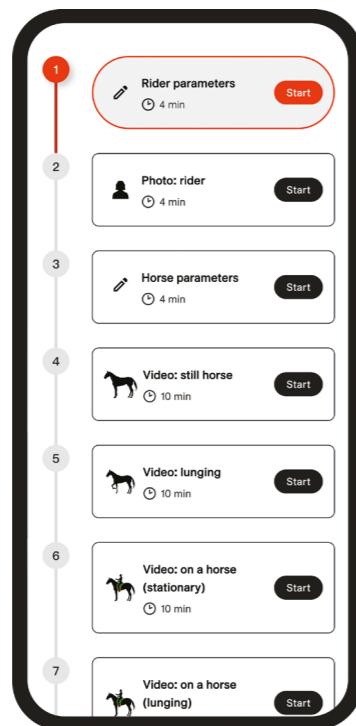 1
Rider parameters
4 min
Start
2
Photo: rider
4 min
Start
3
Horse parameters
4 min
Start
4
Video: still horse
10 min
Start
5
Video: lunging
10 min
Start
6
Video: on a horse
(stationary)
10 min
Start
7
Video: on a horse
(lunging)
Start